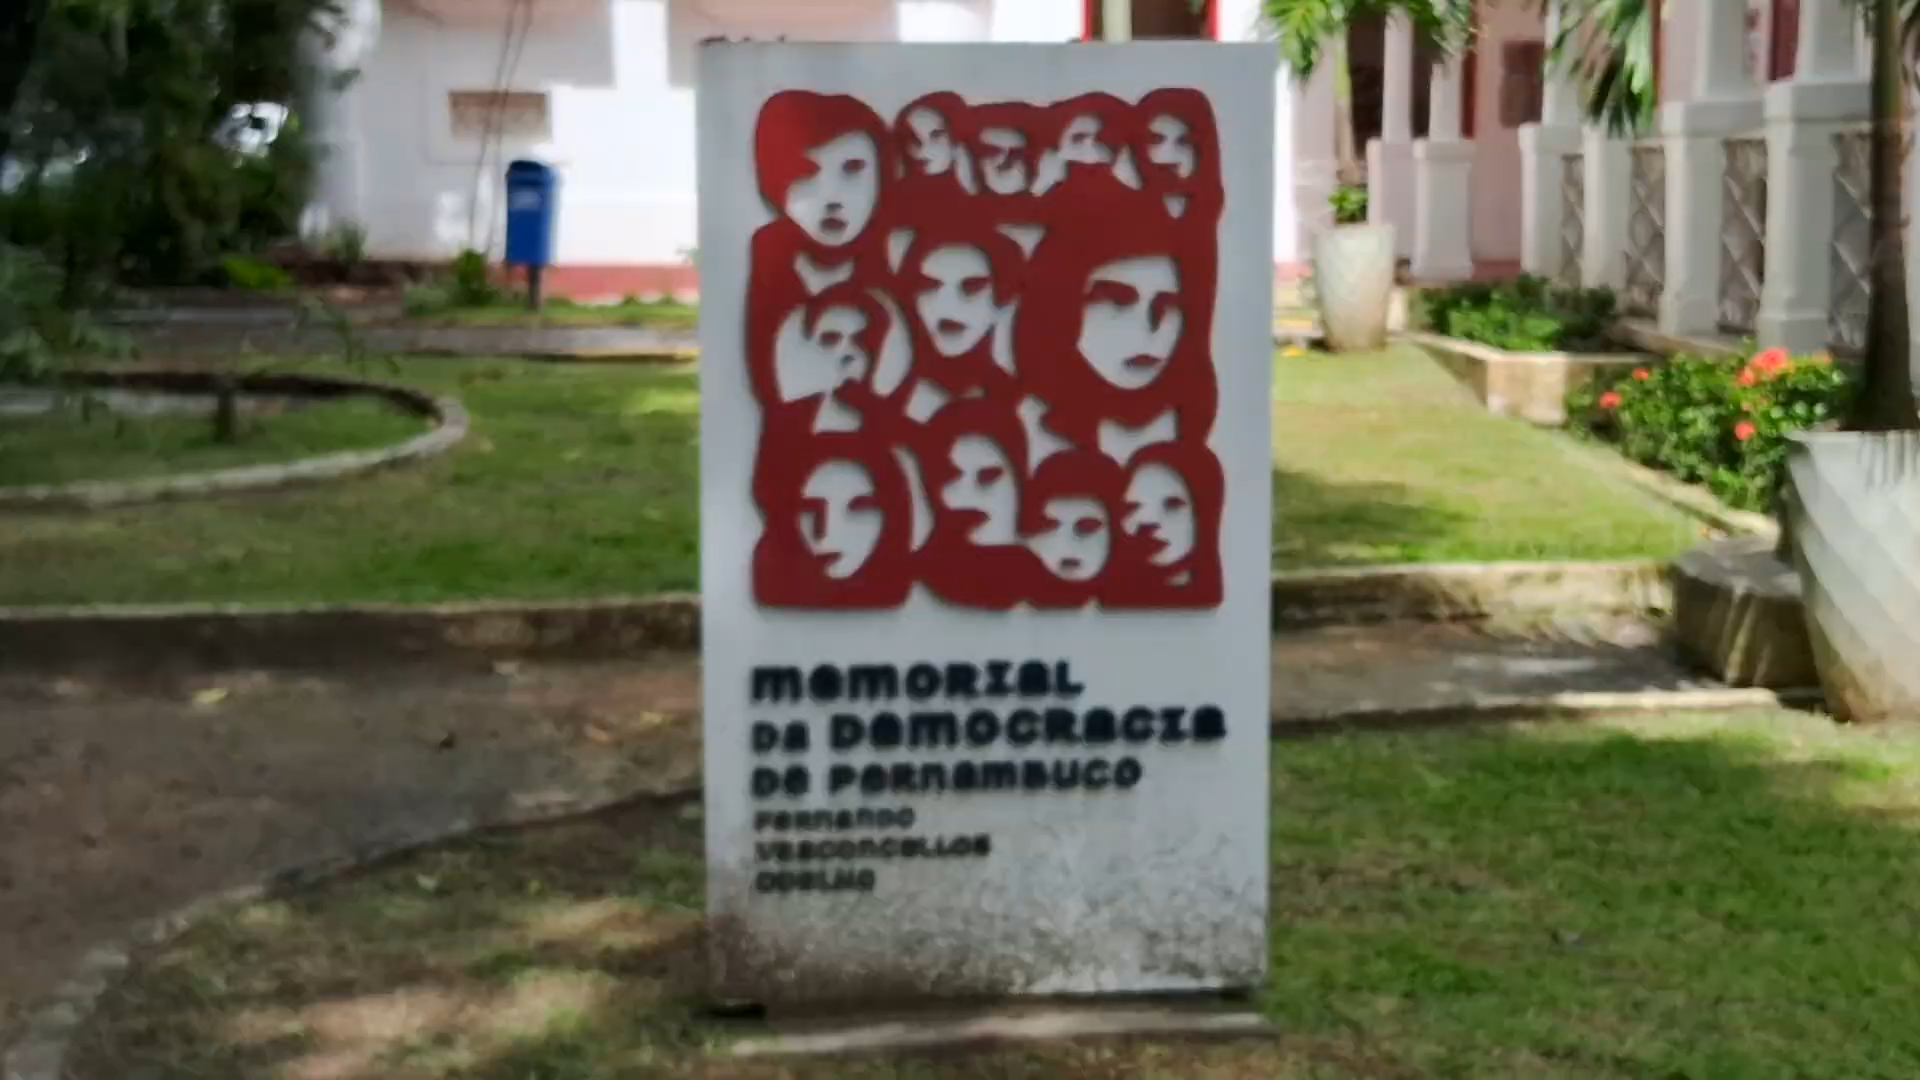 memorial
da democracia
de pernambuco
fernando
vasconcellos
coelho